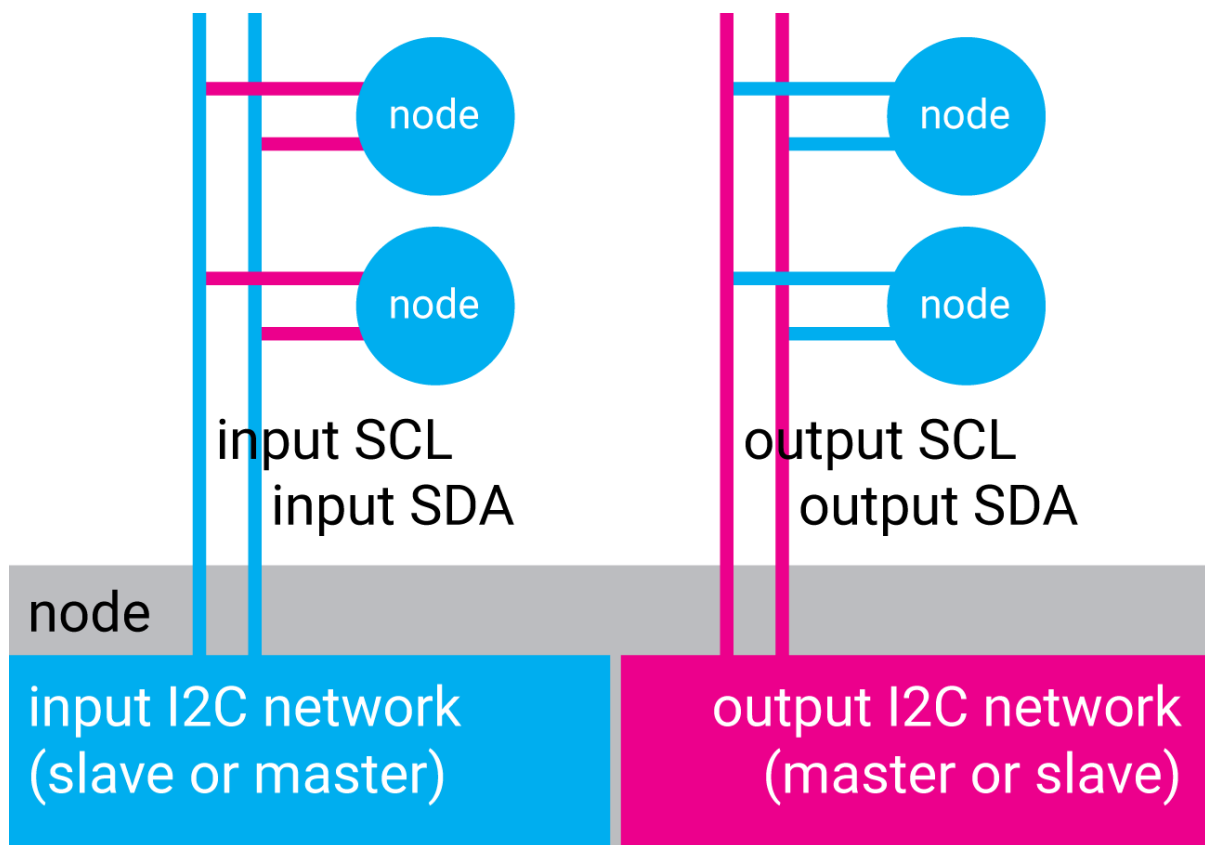 node
node
node
node
input SCL
input SDA
output SCL
output SDA
node
input I2C network
(slave or master)
output I2C network
(master or slave)